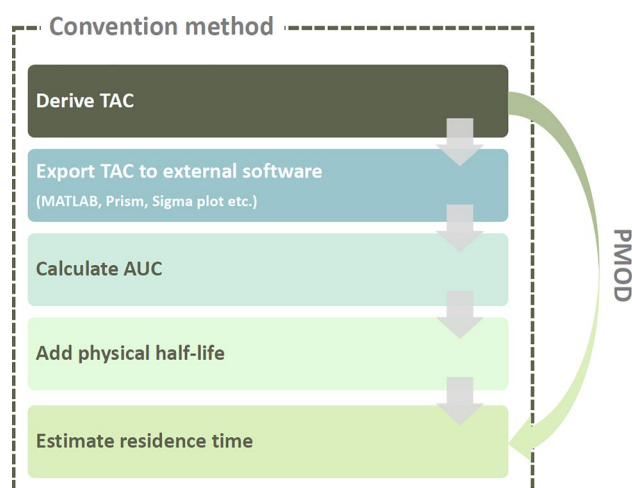 Convention method
Derive TAC
Export TAC to external software
(MATLAB, Prism, Sigma plot etc.)
Calculate AUC
Add physical half-life
Estimate residence time
PMOD